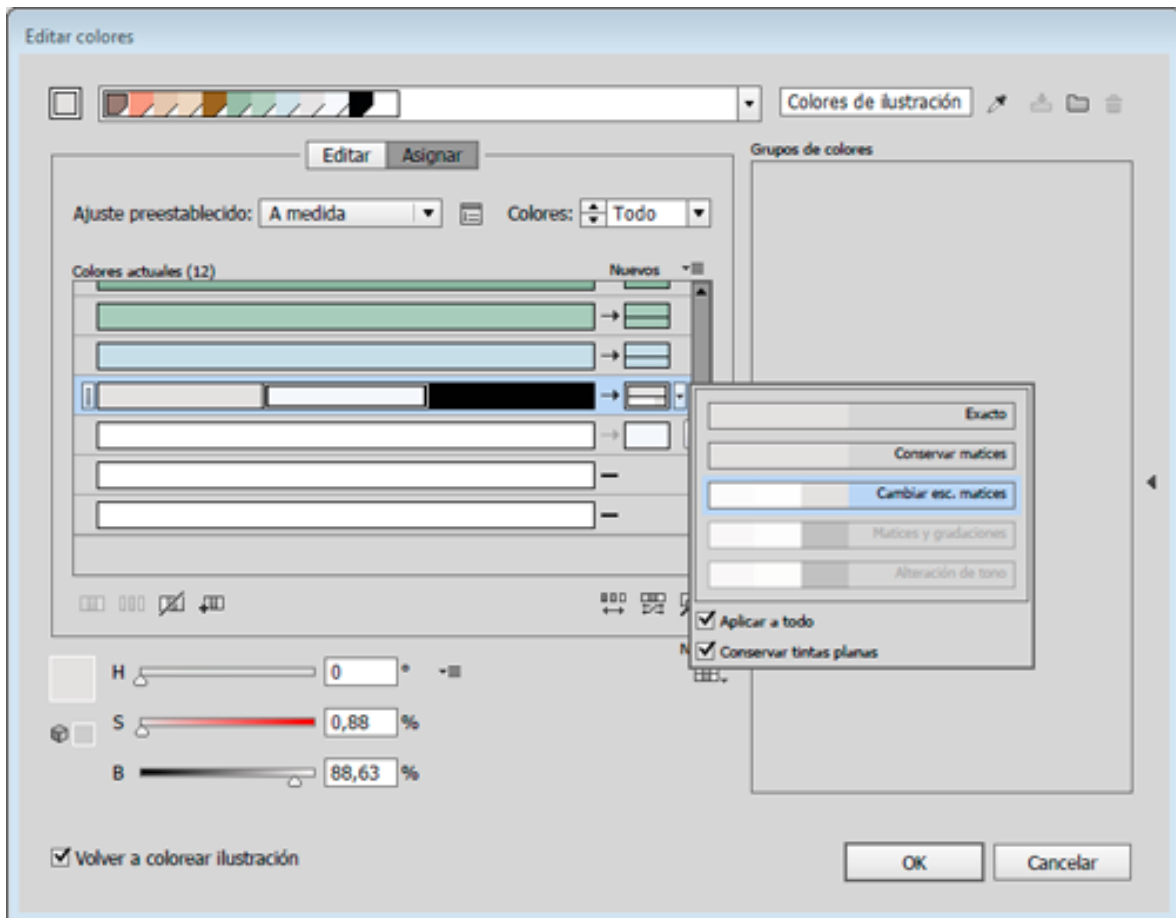 Editar colores
Colores de ilustración
Editar Asignar
Grupos de colores
Ajuste preestablecido: A medida Colores: Todo
Colores actuales (12) Nuevos
Exacto
Conservar matices
Cambiar esc. matices
Matices y gradaciones
Alteración de tono
Aplicar a todo
Conservar tintas planas
H 0 °
S 0,88 %
B 88,63 %
Volver a colorear ilustración
OK Cancelar